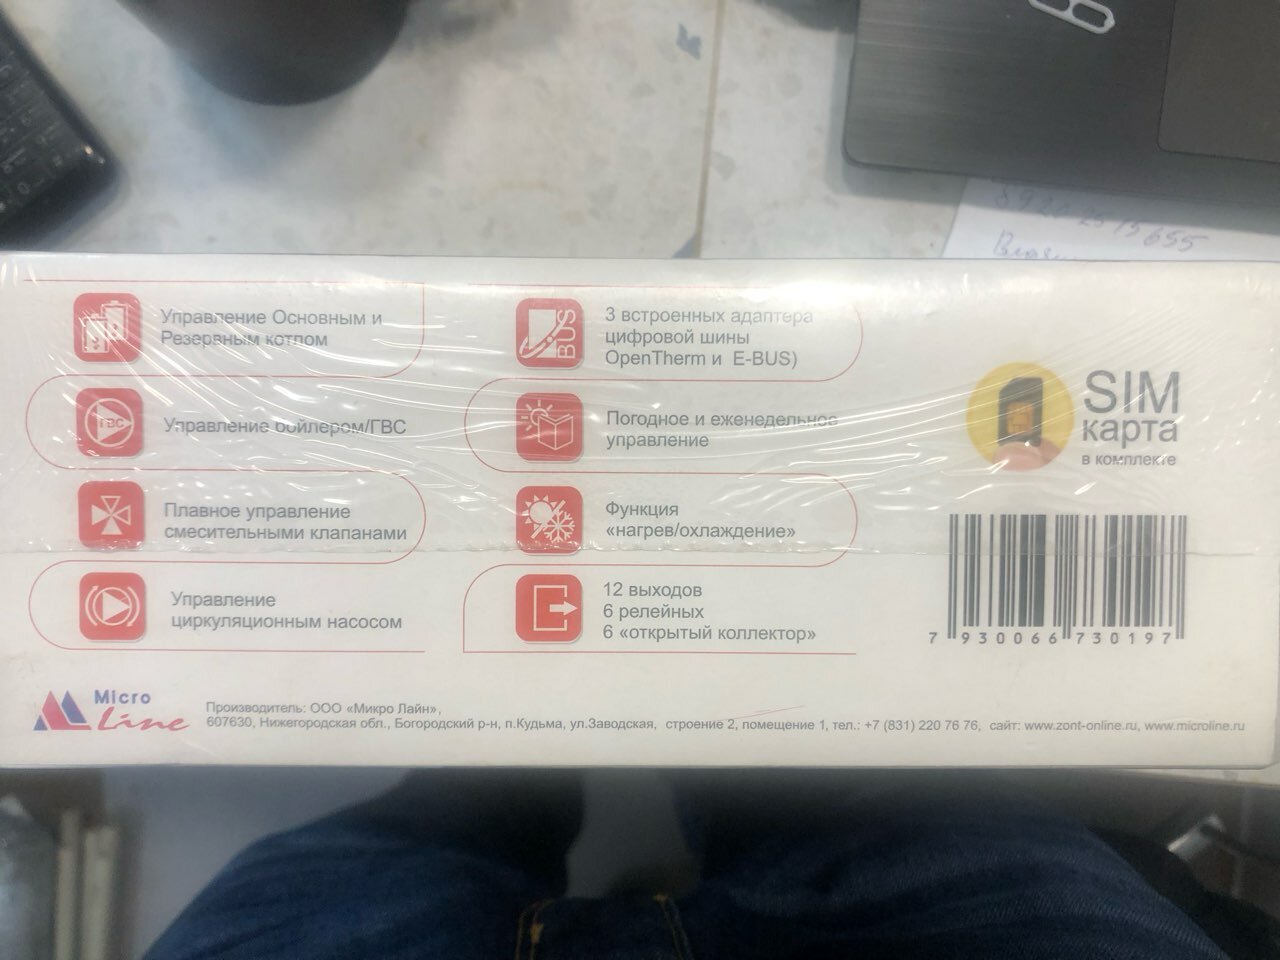 Управление Основным и
Резервным котлом
Управление бойлером/ГВС
ГВС
Плавное управление
смесительными клапанами
Управление
циркуляционным насосом
BUS
3 встроенных адаптера
цифровой шины
OpenTherm и E-BUS)
Погодное и еженедельное
управление
Функция
«нагрев/охлаждение»
12 выходов
6 релейных
6 «открытый коллектор»
SIM
карта
в комплекте
7 930066 730197
Micro
Line
Производитель: ООО «Микро Лайн»,
607630, Нижегородская обл., Богородский р-н, п.Кудьма, ул.Заводская, строение 2, помещение 1, тел.: +7 (831) 220 76 76, сайт: www.zont-online.ru, www.microline.ru